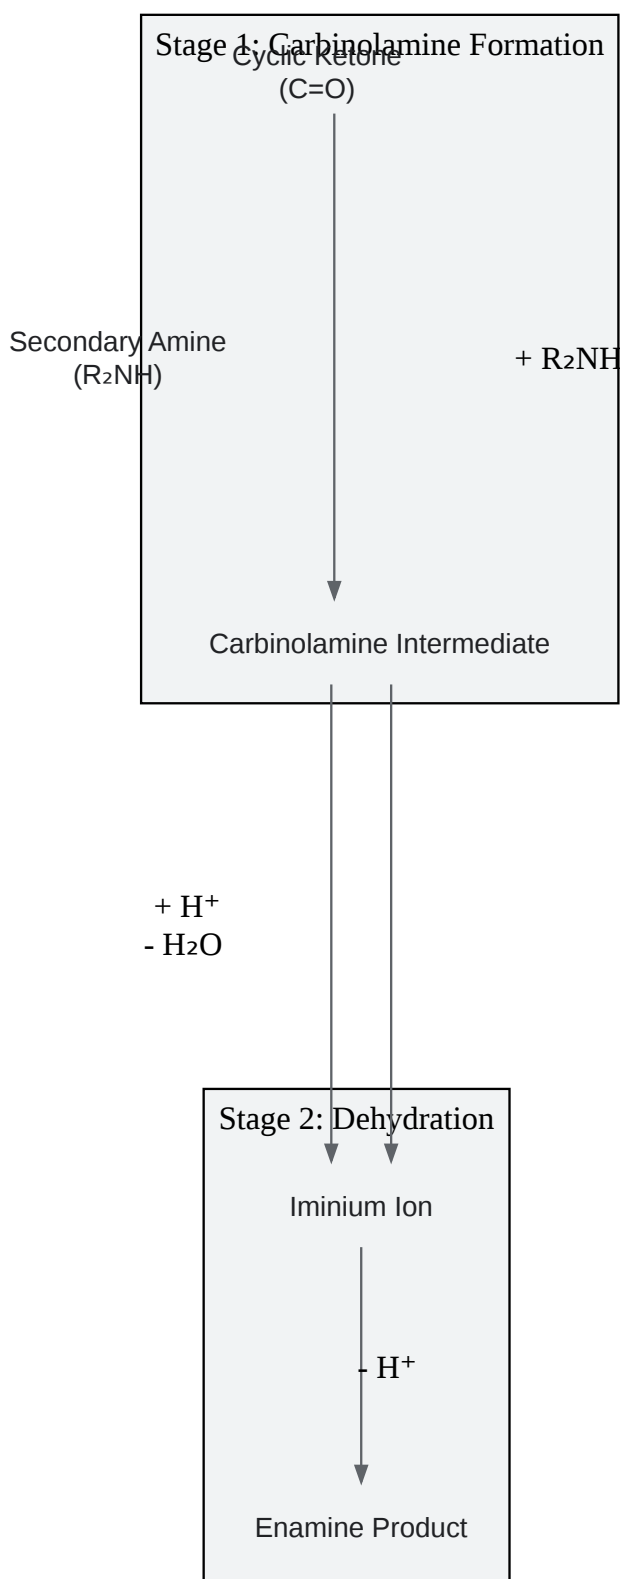 Stage 1: Carbinolamine Formation
Cyclic Ketone
(C=O)
Secondary Amine
(R₂NH)
+ R₂NH
Carbinolamine Intermediate
+ H⁺
- H₂O
Stage 2: Dehydration
Iminium Ion
- H⁺
Enamine Product